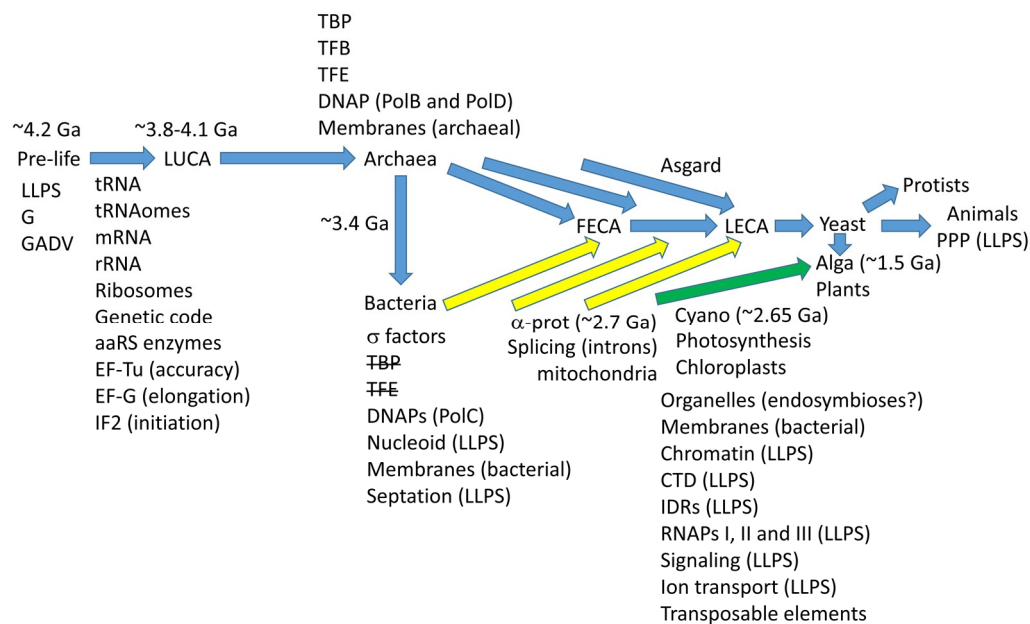 TBP
TFB
TFE
DNAP (PolB and PolD)
Membranes (archaeal)
~4.2 Ga
Pre-life
LLPS
G
GADV
~3.8-4.1 Ga
LUCA
tRNA
tRNAomes
mRNA
rRNA
Ribosomes
Genetic code
aaRS enzymes
EF-Tu (accuracy)
EF-G (elongation)
IF2 (initiation)
Archaea
~3.4 Ga
Bacteria
σ factors
TBP
TFE
DNAPs (PolC)
Nucleoid (LLPS)
Membranes (bacterial)
Septation (LLPS)
Asgard
FECA
LECA
Yeast
Protists
Animals
PPP (LLPS)
Alga (~1.5 Ga)
Plants
α-prot (~2.7 Ga)
Splicing (introns)
mitochondria
Cyano (~2.65 Ga)
Photosynthesis
Chloroplasts
Organelles (endosymbioses?)
Membranes (bacterial)
Chromatin (LLPS)
CTD (LLPS)
IDRs (LLPS)
RNAPs I, II and III (LLPS)
Signaling (LLPS)
Ion transport (LLPS)
Transposable elements